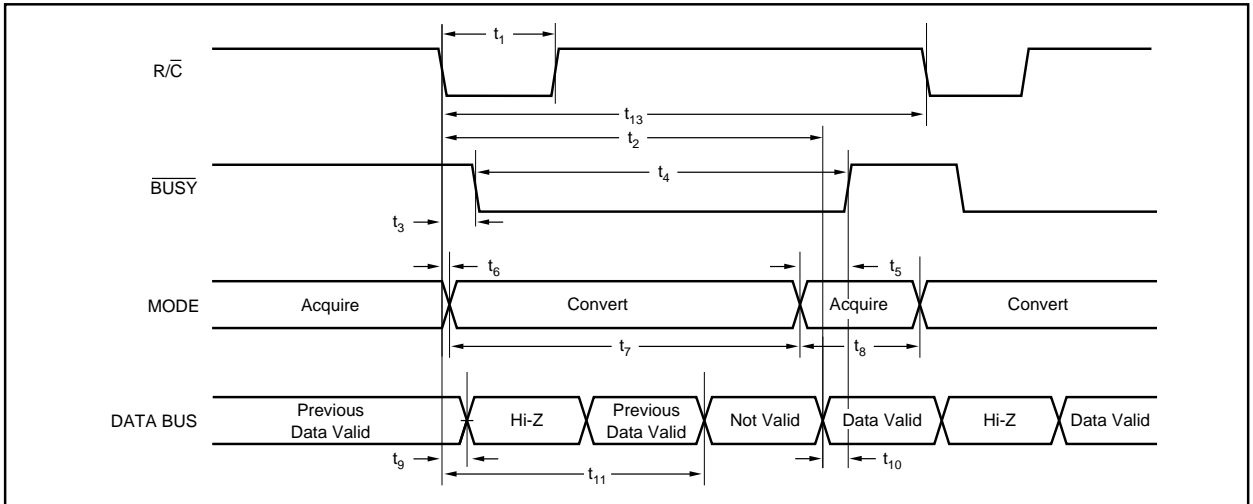 t₁
R/C̅
t₁₃
t₂
B̅U̅S̅Y̅
t₄
t₃
t₆
t₅
MODE
Acquire
Convert
Acquire
Convert
t₇
t₈
DATA BUS
Previous
Data Valid
Hi-Z
Previous
Data Valid
Not Valid
Data Valid
Hi-Z
Data Valid
t₉
t₁₁
t₁₀